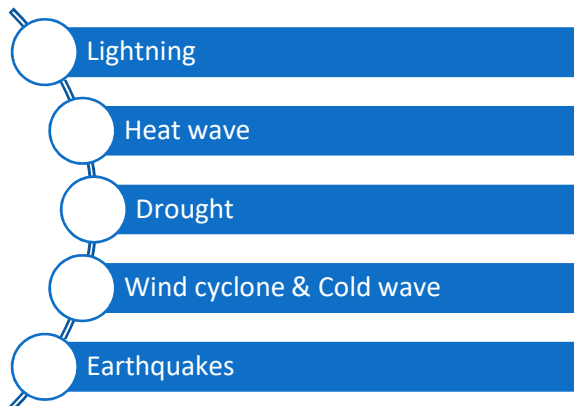 Lightning
Heat wave
Drought
Wind cyclone & Cold wave
Earthquakes